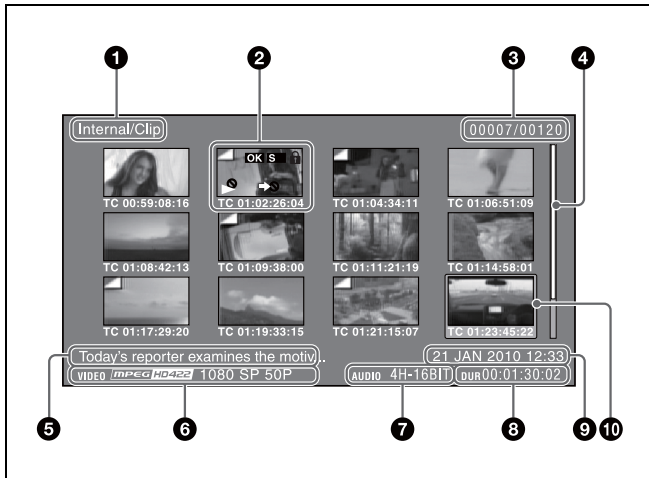 1 2 3 4
Internal/Clip 00007/00120
OK S
TC 00:59:08:16 TC 01:02:26:04 TC 01:04:34:11 TC 01:06:51:09
TC 01:08:42:13 TC 01:09:38:00 TC 01:11:21:19 TC 01:14:58:01
TC 01:17:29:20 TC 01:19:33:15 TC 01:21:15:07 TC 01:23:45:22
Today's reporter examines the motiv... 21 JAN 2010 12:33
VIDEO MPEG HD422 1080 SP 50P AUDIO 4H-16BIT DUR 00:01:30:02
5 6 7 8 9 10